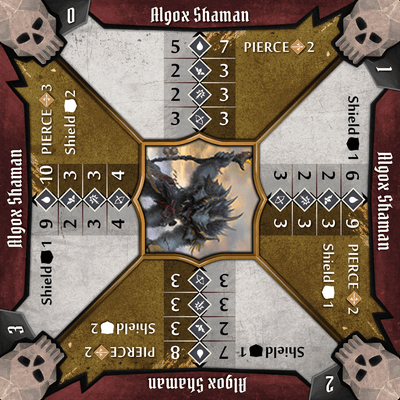 0
Algox Shaman
5 7 PIERCE 2
2 3
2 3
3 3
1
Algox Shaman
Shield 1 6 9 PIERCE 2
2 3 Shield 1
2 3
3 3
2
Algox Shaman
Shield 1 7 8 PIERCE 2
2 3 Shield 2
3 3
3 3
3
Algox Shaman
Shield 1 9 10 PIERCE 3
2 3 Shield 2
3 3
4 4